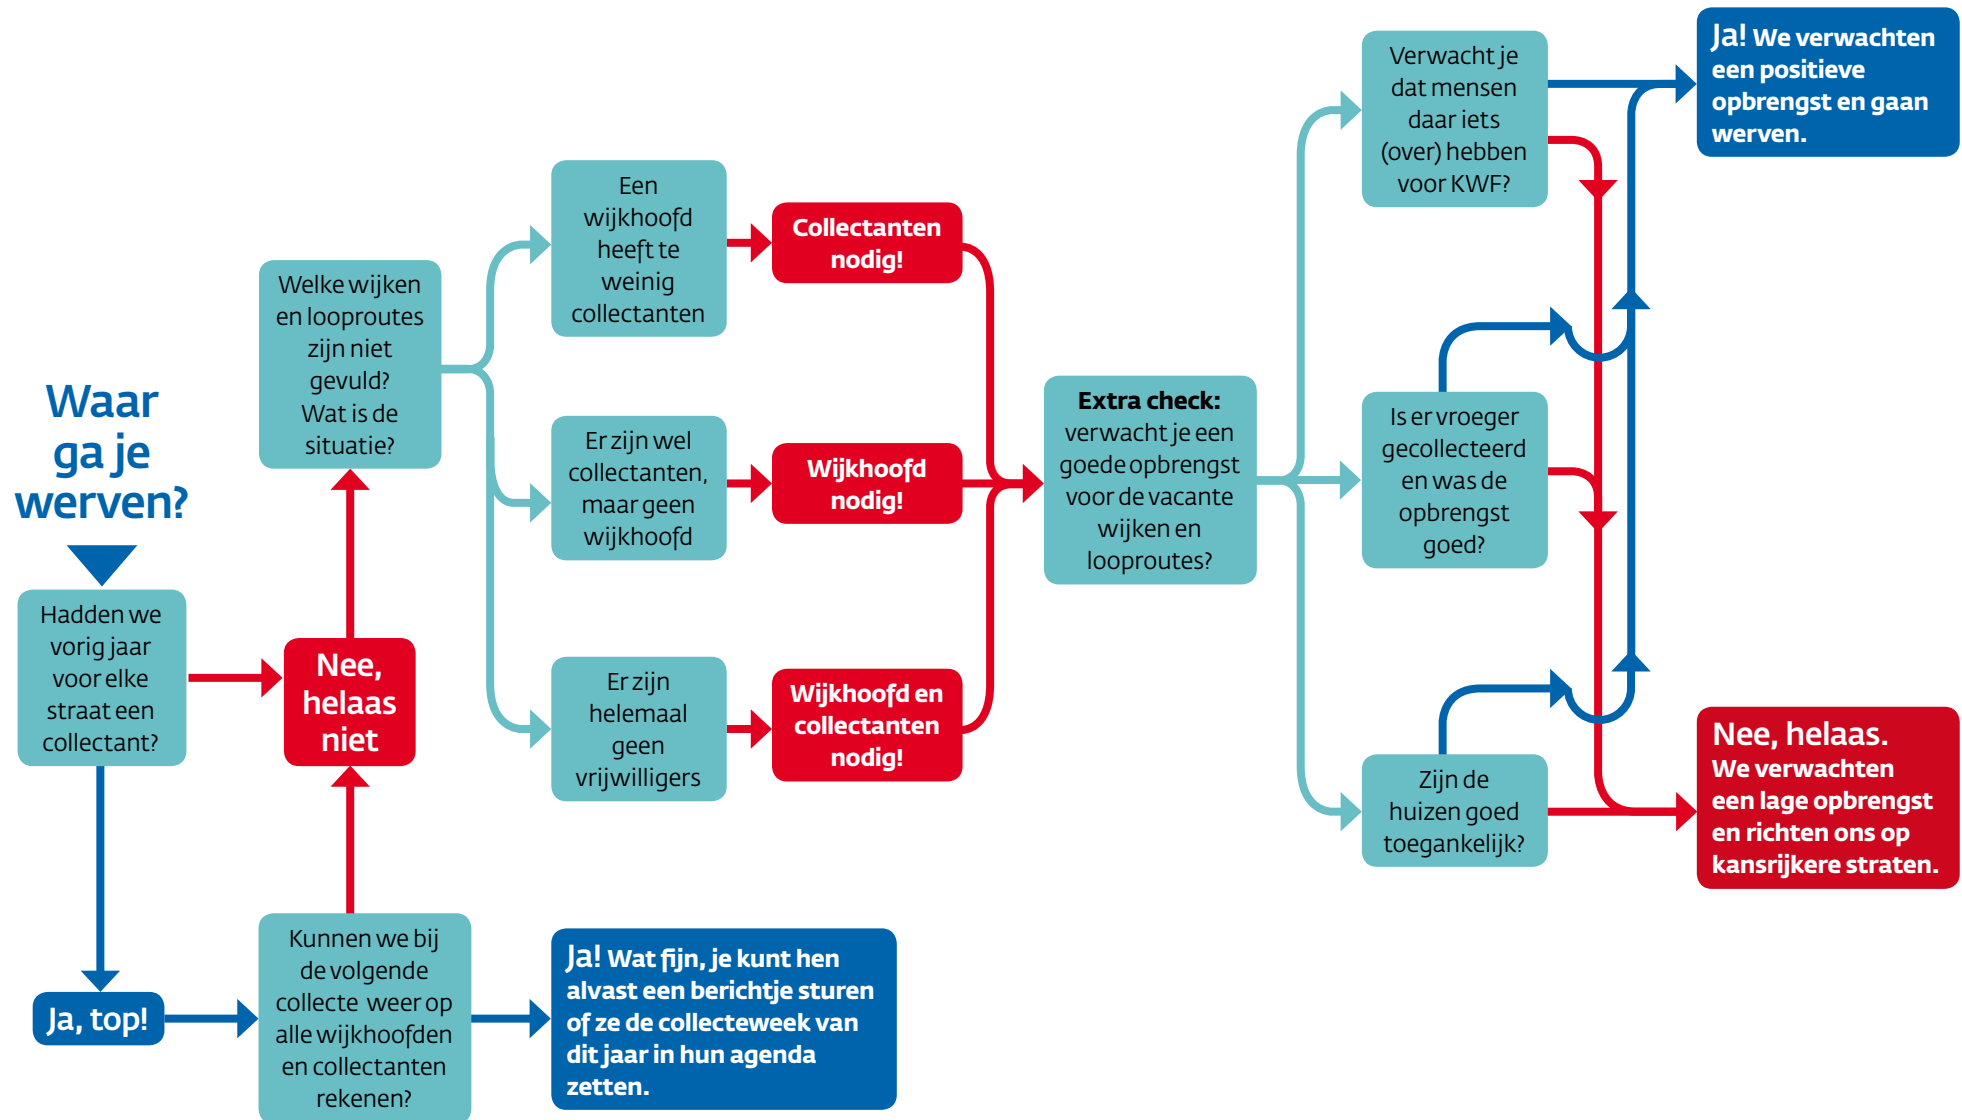 Waar
ga je
werven?
Hadden we
vorig jaar
voor elke
straat een
collectant?
Ja, top!
Nee,
helaas
niet
Kunnen we bij
de volgende
collecte weer op
alle wijkhoofden
en collectanten
rekenen?
Ja! Wat fijn, je kunt hen
alvast een berichtje sturen
of ze de collecteweek van
dit jaar in hun agenda
zetten.
Welke wijken
en looproutes
zijn niet
gevuld?
Wat is de
situatie?
Een
wijkhoofd
heeft te
weinig
collectanten
Collectanten
nodig!
Er zijn wel
collectanten,
maar geen
wijkhoofd
Wijkhoofd
nodig!
Er zijn
helemaal
geen
vrijwilligers
Wijkhoofd en
collectanten
nodig!
Extra check:
verwacht je een
goede opbrengst
voor de vacante
wijken en
looproutes?
Verwacht je
dat mensen
daar iets
(over) hebben
voor KWF?
Is er vroeger
gecollecteerd
en was de
opbrengst
goed?
Zijn de
huizen goed
toegankelijk?
Ja! We verwachten
een positieve
opbrengst en gaan
werven.
Nee, helaas.
We verwachten
een lage opbrengst
en richten ons op
kansrijkere straten.